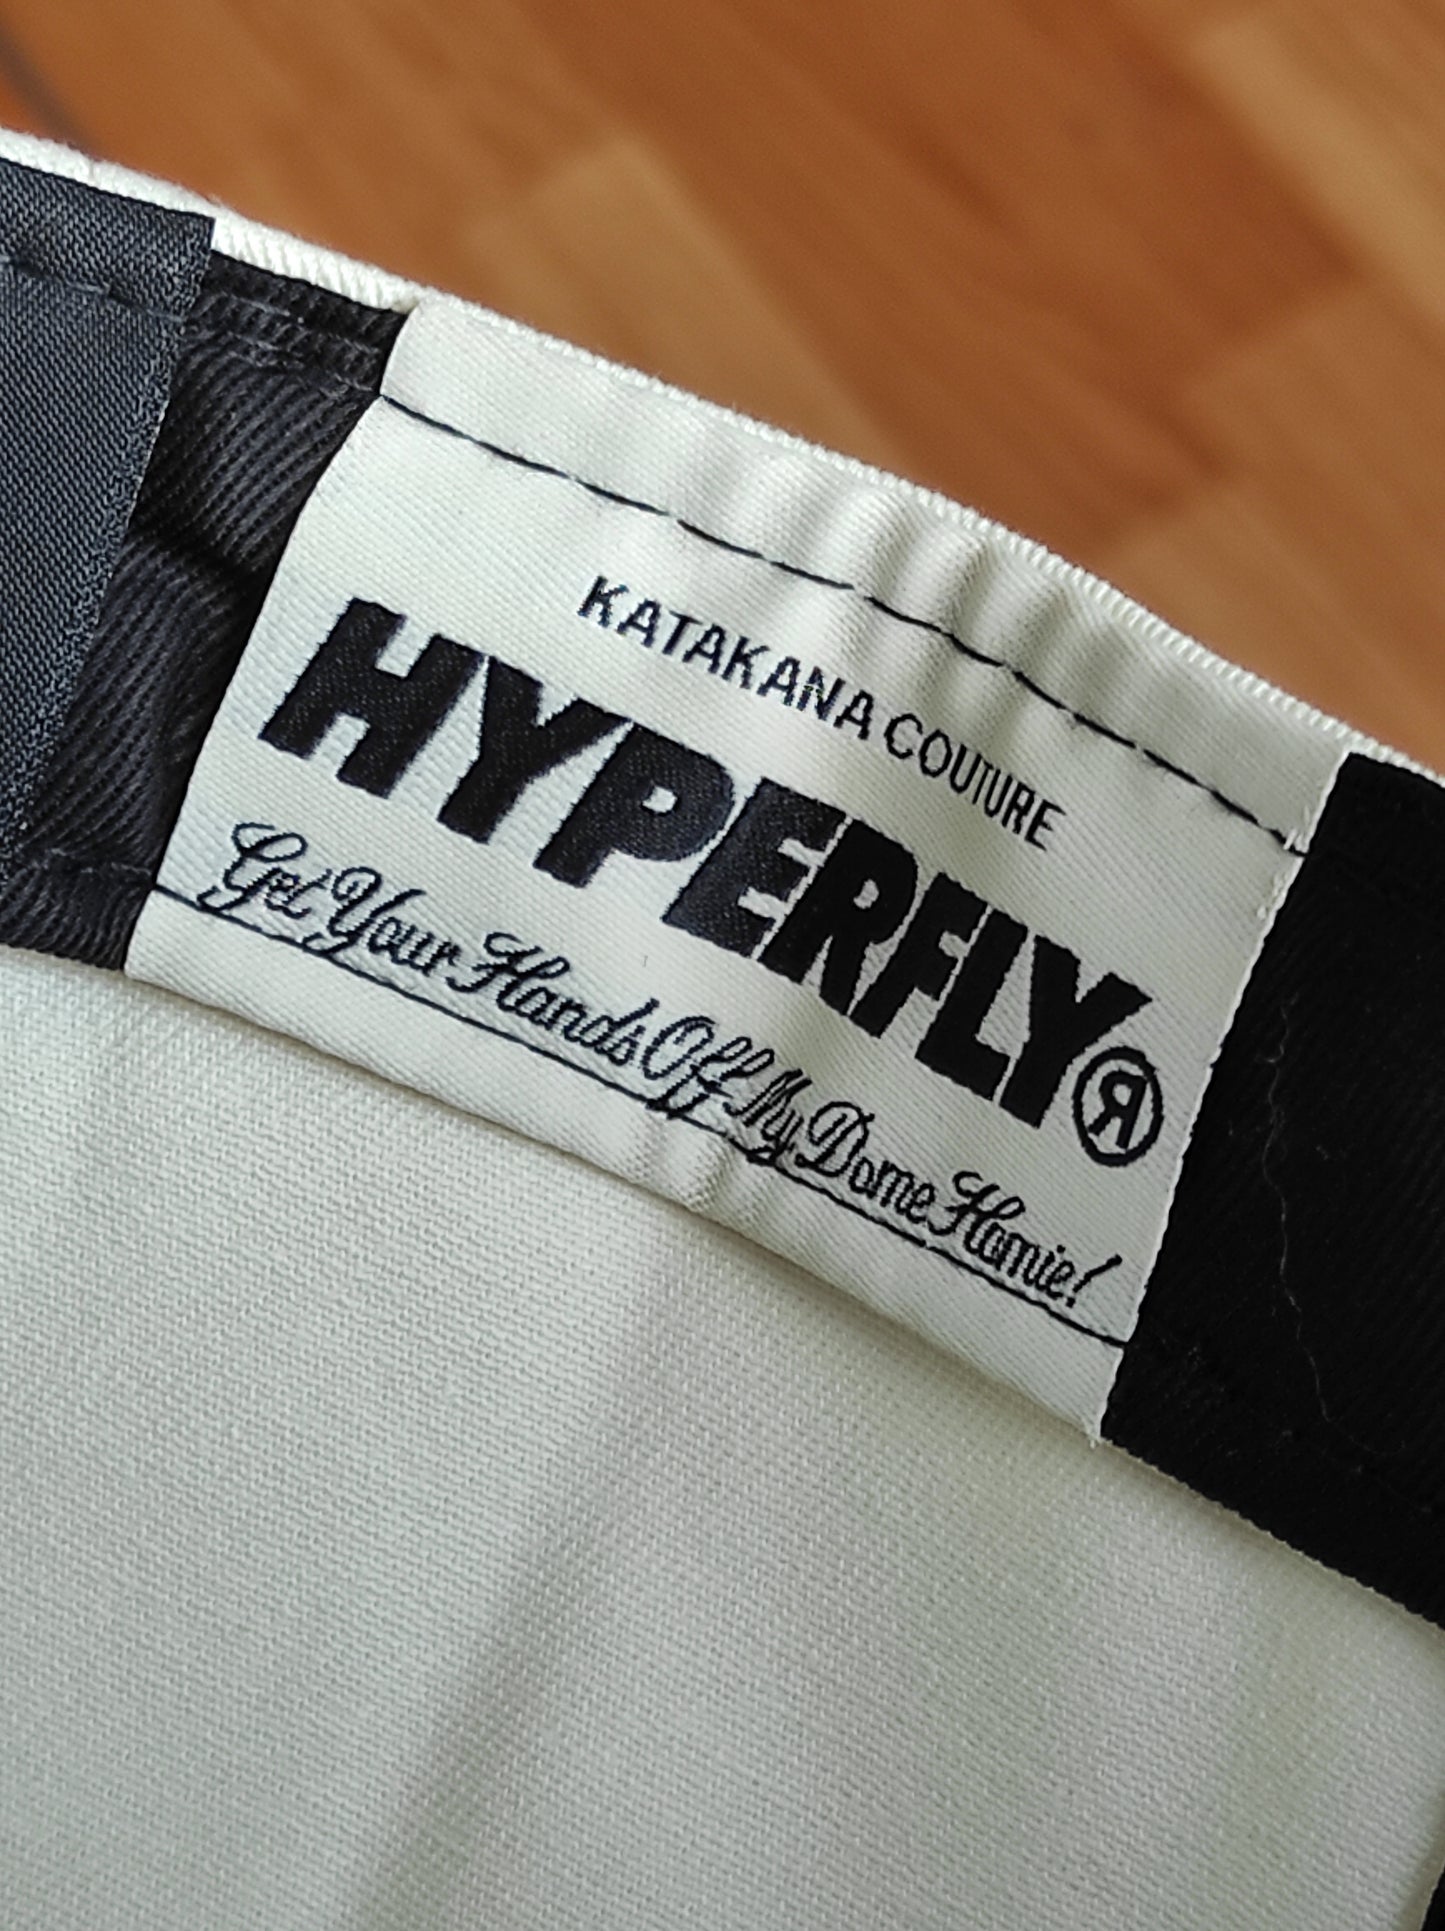 KATAKANA COUTURE
HYPERFLY®
Get Your Hands Off My Dome Homie!